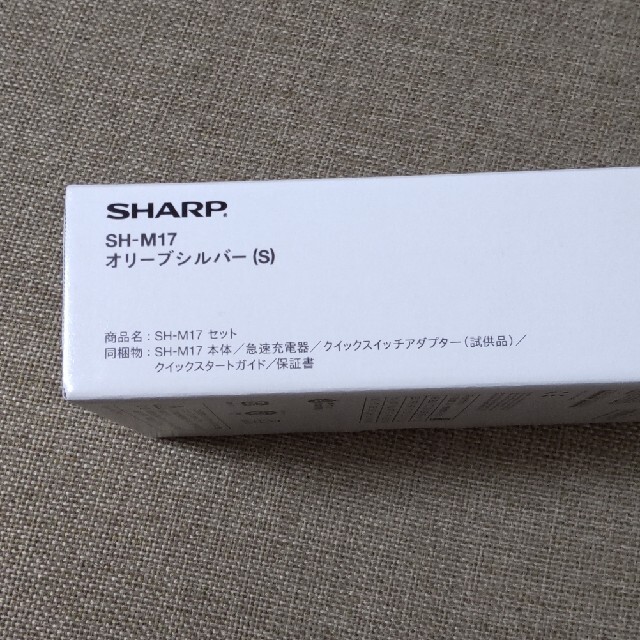 SHARP
SH-M17
オリーブシルバー (S)
商品名：SH-M17 セット
同梱物：SH-M17 本体／急速充電器／クイックスイッチアダプター（試供品）／
クイックスタートガイド／保証書